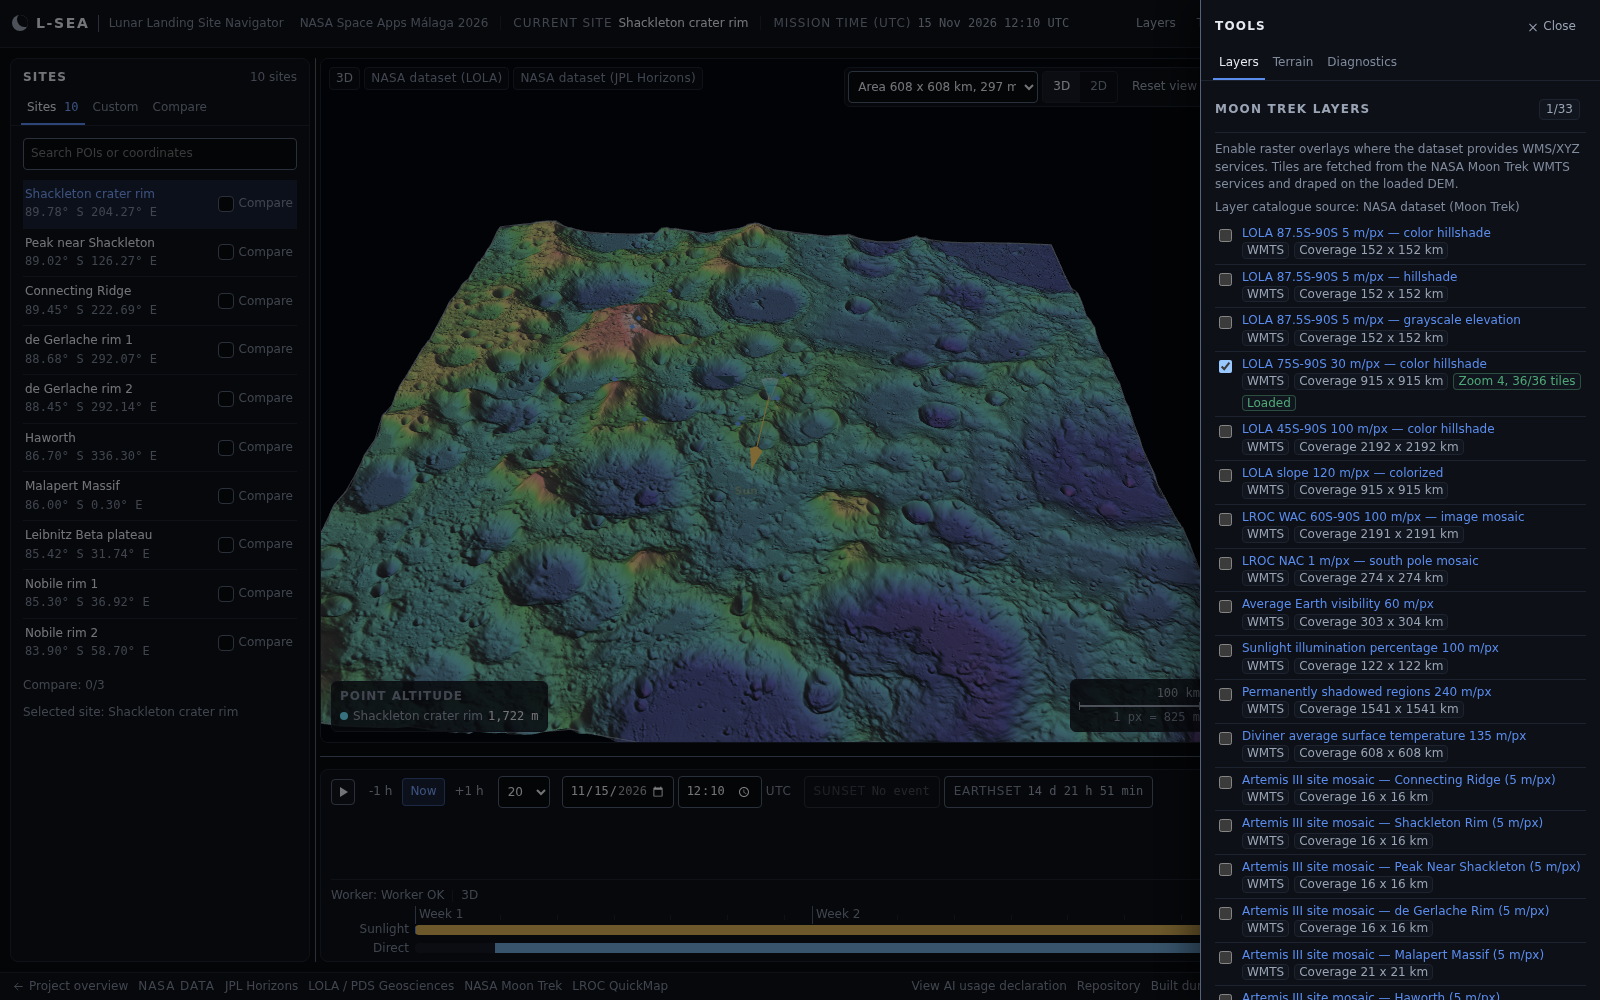 L-SEA Lunar Landing Site Navigator NASA Space Apps Málaga 2026 CURRENT SITE Shackleton crater rim MISSION TIME (UTC) 15 Nov 2026 12:10 UTC Layers
SITES 10 sites
Sites 10 Custom Compare
Search POIs or coordinates
Shackleton crater rim
89.78° S 204.27° E Compare
Peak near Shackleton
89.02° S 126.27° E Compare
Connecting Ridge
89.45° S 222.69° E Compare
de Gerlache rim 1
88.68° S 292.07° E Compare
de Gerlache rim 2
88.45° S 292.14° E Compare
Haworth
86.70° S 336.30° E Compare
Malapert Massif
86.00° S 0.30° E Compare
Leibnitz Beta plateau
85.42° S 31.74° E Compare
Nobile rim 1
85.30° S 36.92° E Compare
Nobile rim 2
83.90° S 58.70° E Compare
Compare: 0/3
Selected site: Shackleton crater rim
3D NASA dataset (LOLA) NASA dataset (JPL Horizons)
Area 608 x 608 km, 297 m 3D 2D Reset view
Sun
POINT ALTITUDE
Shackleton crater rim 1,722 m
100 km
1 px = 825 m
-1 h Now +1 h 20 11/15/2026 12:10 UTC SUNSET No event EARTHSET 14 d 21 h 51 min
Worker: Worker OK 3D
Week 1 Week 2
Sunlight
Direct
← Project overview NASA DATA JPL Horizons LOLA / PDS Geosciences NASA Moon Trek LROC QuickMap View AI usage declaration Repository Built dur
TOOLS × Close
Layers Terrain Diagnostics
MOON TREK LAYERS 1/33
Enable raster overlays where the dataset provides WMS/XYZ
services. Tiles are fetched from the NASA Moon Trek WMTS
services and draped on the loaded DEM.
Layer catalogue source: NASA dataset (Moon Trek)
LOLA 87.5S-90S 5 m/px — color hillshade
WMTS Coverage 152 x 152 km
LOLA 87.5S-90S 5 m/px — hillshade
WMTS Coverage 152 x 152 km
LOLA 87.5S-90S 5 m/px — grayscale elevation
WMTS Coverage 152 x 152 km
LOLA 75S-90S 30 m/px — color hillshade
WMTS Coverage 915 x 915 km Zoom 4, 36/36 tiles
Loaded
LOLA 45S-90S 100 m/px — color hillshade
WMTS Coverage 2192 x 2192 km
LOLA slope 120 m/px — colorized
WMTS Coverage 915 x 915 km
LROC WAC 60S-90S 100 m/px — image mosaic
WMTS Coverage 2191 x 2191 km
LROC NAC 1 m/px — south pole mosaic
WMTS Coverage 274 x 274 km
Average Earth visibility 60 m/px
WMTS Coverage 303 x 304 km
Sunlight illumination percentage 100 m/px
WMTS Coverage 122 x 122 km
Permanently shadowed regions 240 m/px
WMTS Coverage 1541 x 1541 km
Diviner average surface temperature 135 m/px
WMTS Coverage 608 x 608 km
Artemis III site mosaic — Connecting Ridge (5 m/px)
WMTS Coverage 16 x 16 km
Artemis III site mosaic — Shackleton Rim (5 m/px)
WMTS Coverage 16 x 16 km
Artemis III site mosaic — Peak Near Shackleton (5 m/px)
WMTS Coverage 16 x 16 km
Artemis III site mosaic — de Gerlache Rim (5 m/px)
WMTS Coverage 16 x 16 km
Artemis III site mosaic — Malapert Massif (5 m/px)
WMTS Coverage 21 x 21 km
Artemis III site mosaic — Haworth (5 m/px)